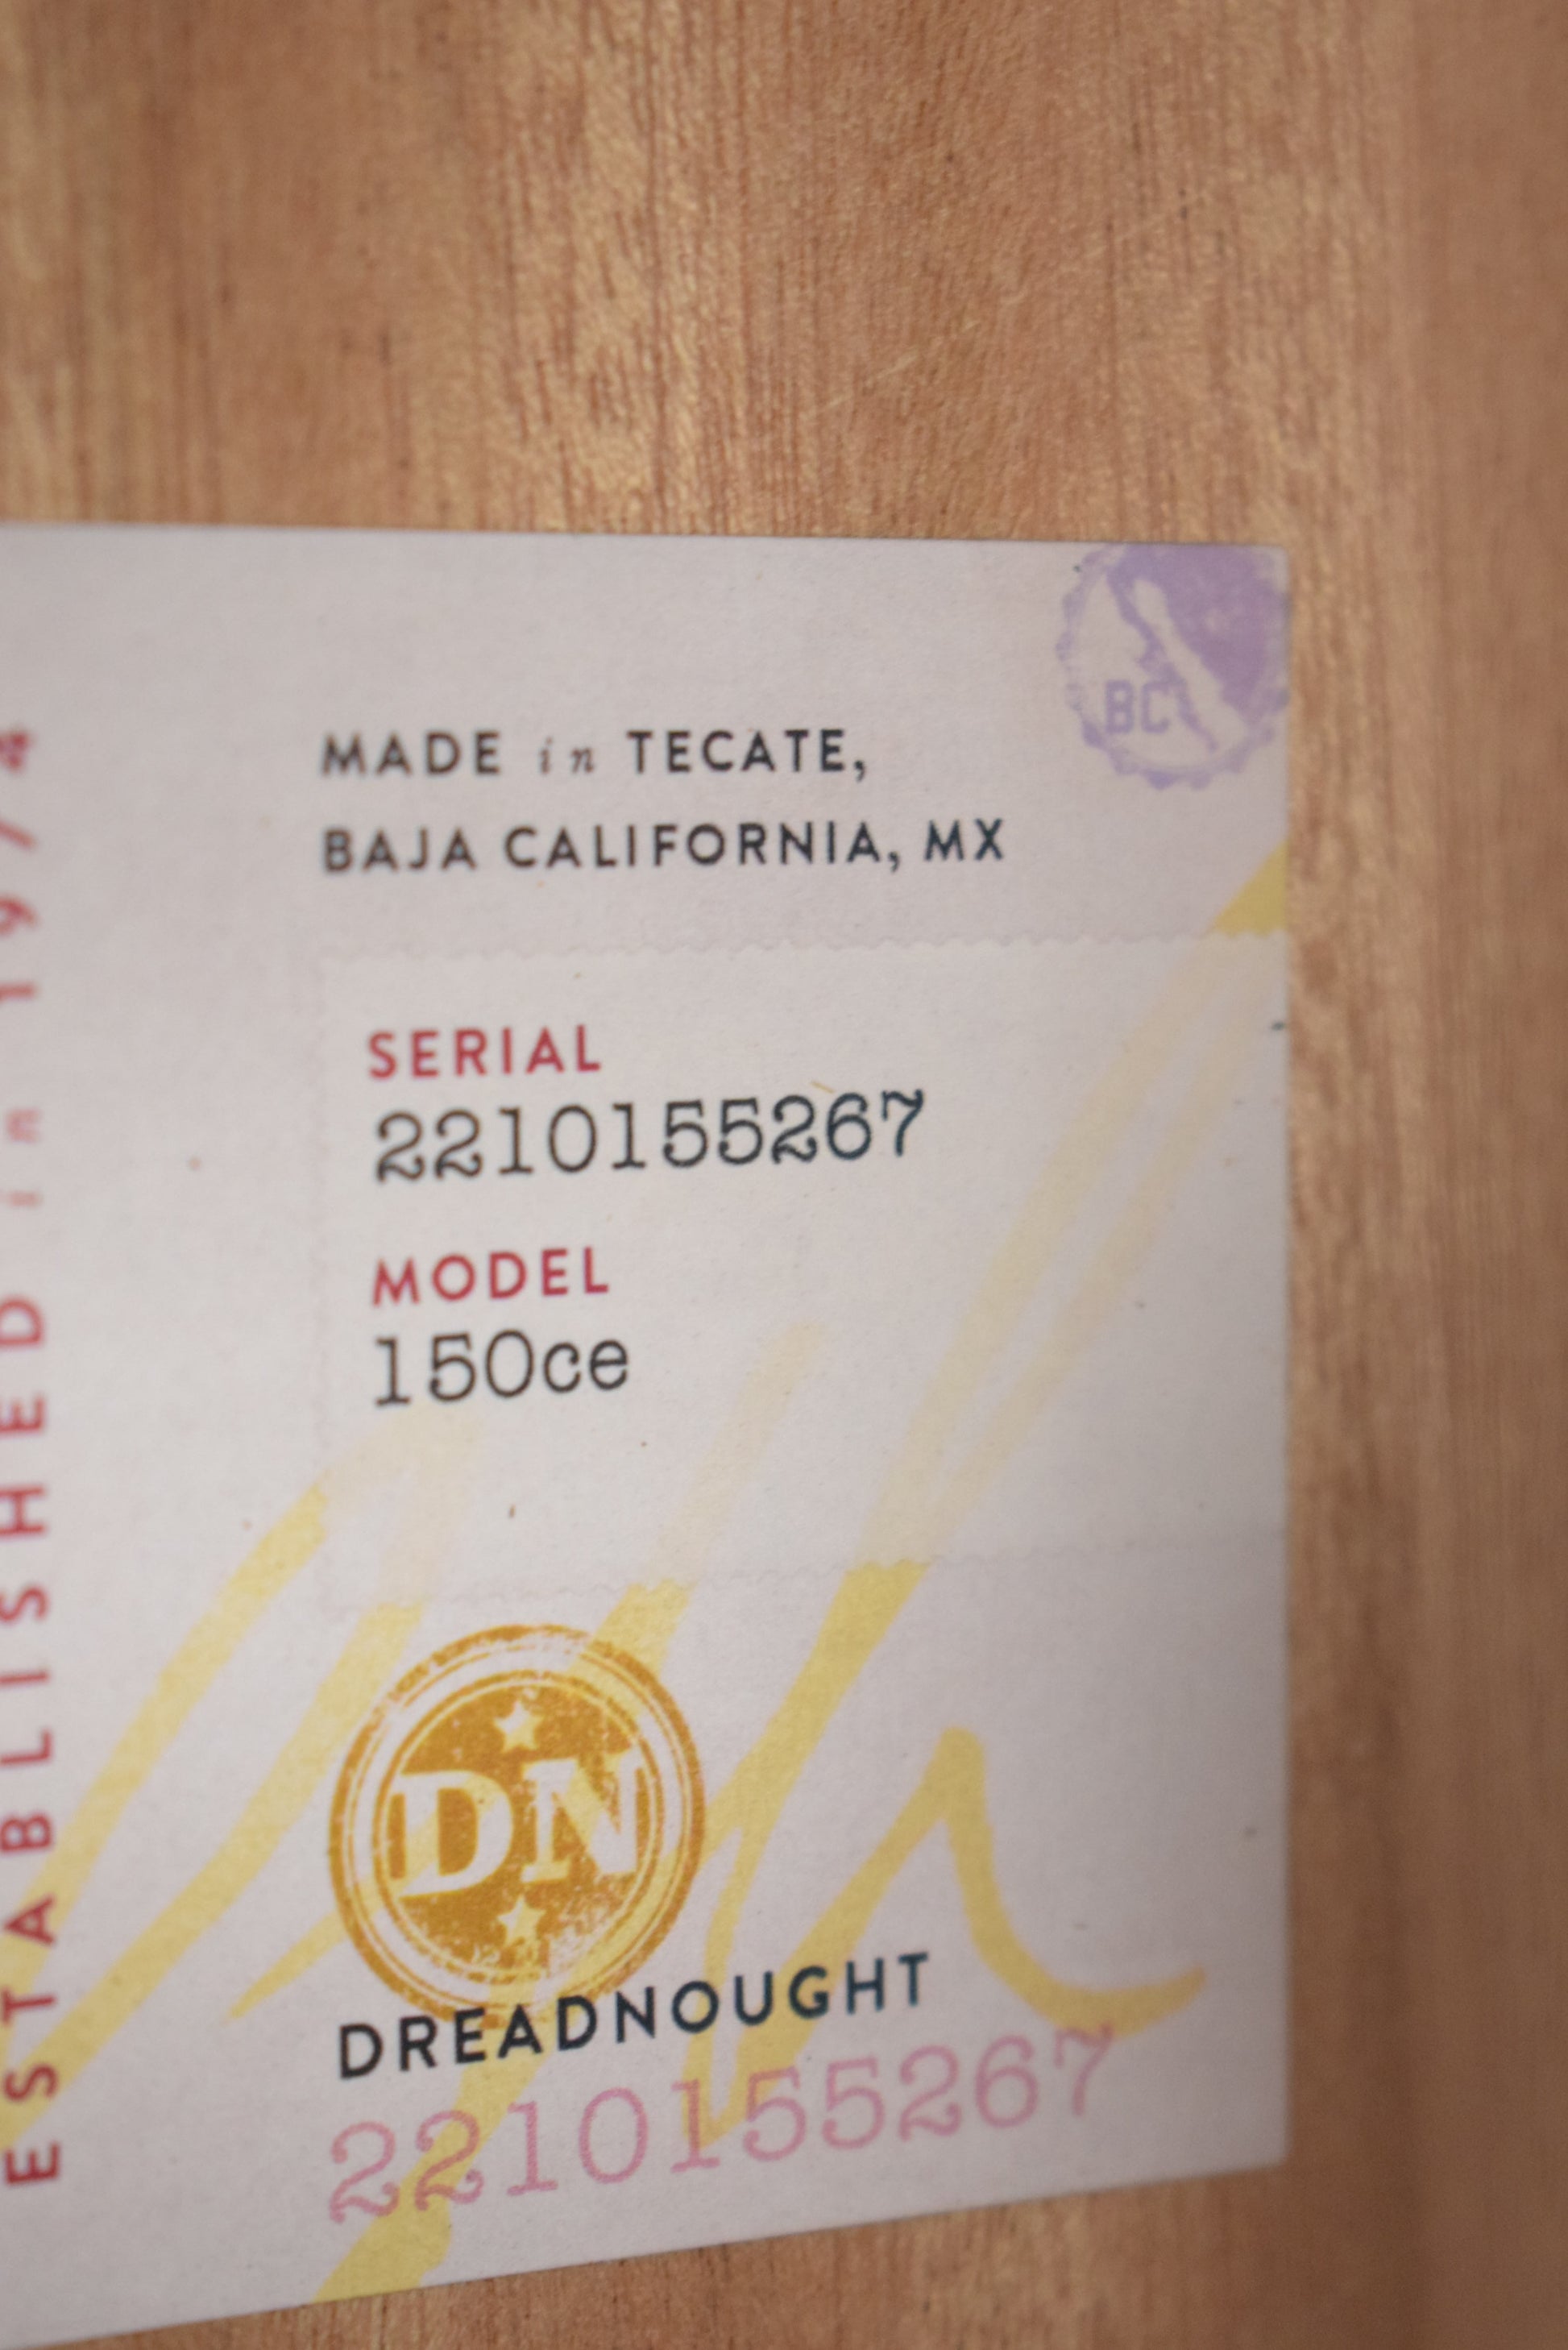 ESTABLISHED in 1974
MADE in TECATE,
BAJA CALIFORNIA, MX
BC
SERIAL
2210155267
MODEL
150ce
DN
DREADNOUGHT
2210155267